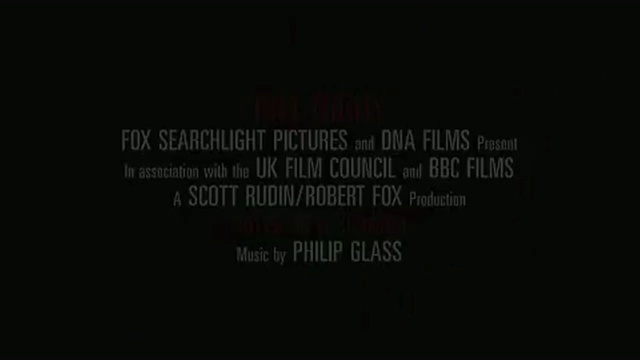 FOX SEARCHLIGHT PICTURES and DNA FILMS Present
In association with the UK FILM COUNCIL and BBC FILMS
A SCOTT RUDIN/ROBERT FOX Production
Music by PHILIP GLASS